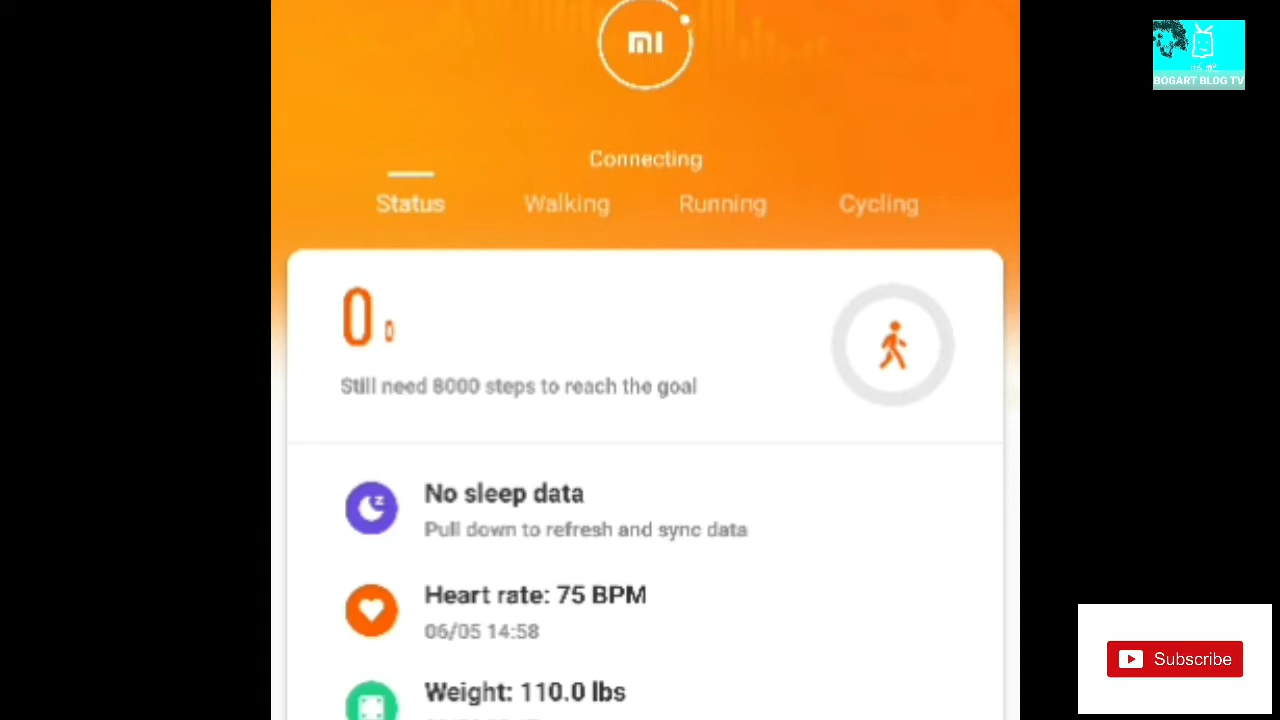 mi
BOGART BLOG TV
Connecting
Status Walking Running Cycling
0 0
Still need 8000 steps to reach the goal
No sleep data
Pull down to refresh and sync data
Heart rate: 75 BPM
06/05 14:58
Weight: 110.0 lbs
Subscribe